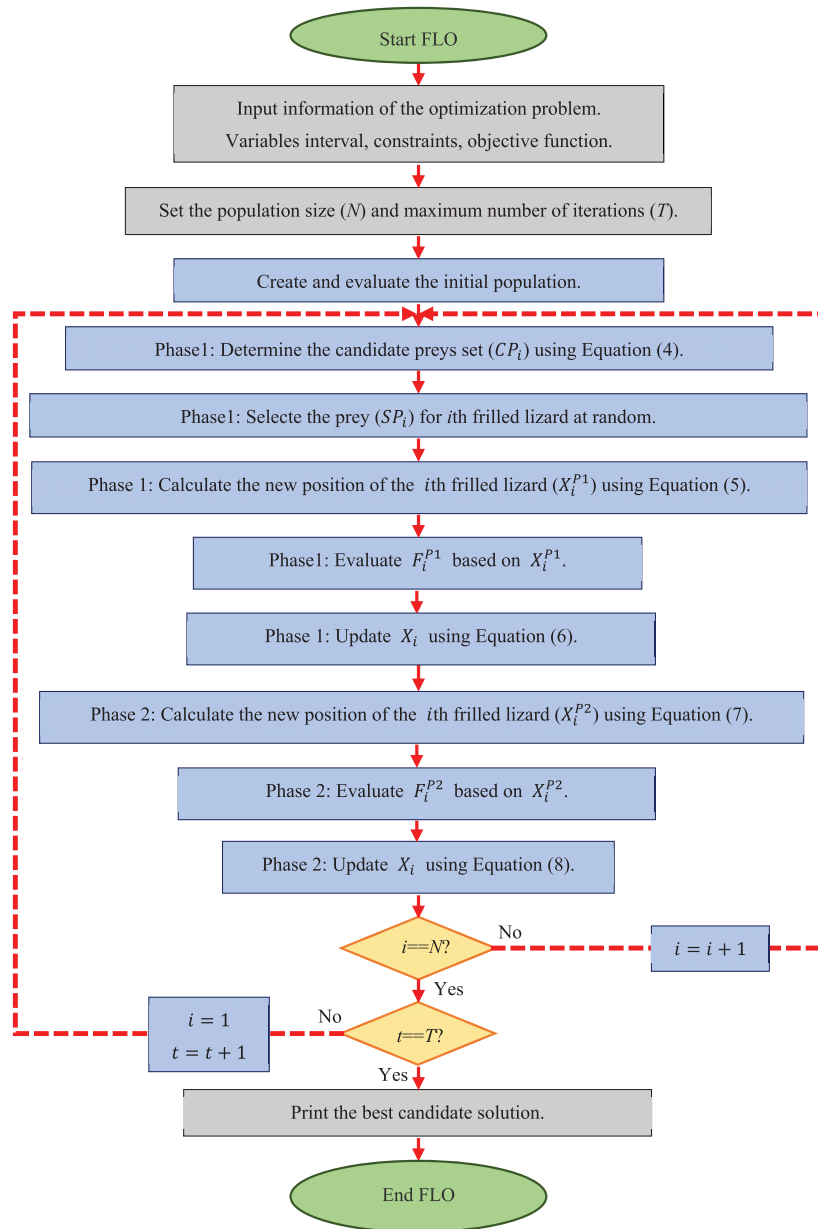 Start FLO
Input information of the optimization problem.
Variables interval, constraints, objective function.
Set the population size (N) and maximum number of iterations (T).
Create and evaluate the initial population.
Phase1: Determine the candidate preys set (CP_i) using Equation (4).
Phase1: Selecte the prey (SP_i) for ith frilled lizard at random.
Phase 1: Calculate the new position of the ith frilled lizard (X_i^{P1}) using Equation (5).
Phase1: Evaluate F_i^{P1} based on X_i^{P1}.
Phase 1: Update X_i using Equation (6).
Phase 2: Calculate the new position of the ith frilled lizard (X_i^{P2}) using Equation (7).
Phase 2: Evaluate F_i^{P2} based on X_i^{P2}.
Phase 2: Update X_i using Equation (8).
i==N?
No
i = i + 1
Yes
i = 1
t = t + 1
No
t==T?
Yes
Print the best candidate solution.
End FLO